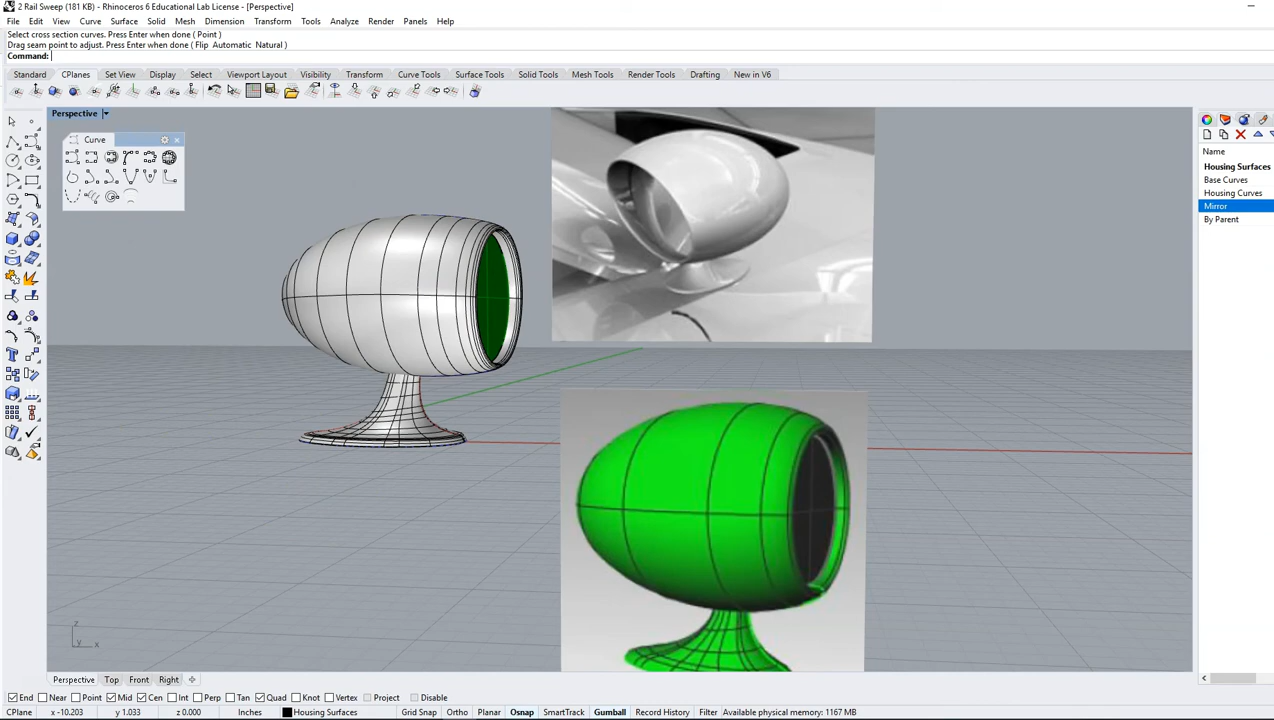 2 Rail Sweep (181 KB) - Rhinoceros 6 Educational Lab License - [Perspective]
File Edit View Curve Surface Solid Mesh Dimension Transform Tools Analyze Render Panels Help
Select cross section curves. Press Enter when done ( Point )
Drag seam point to adjust. Press Enter when done ( Flip Automatic Natural )
Command:
Standard CPlanes Set View Display Select Viewport Layout Visibility Transform Curve Tools Surface Tools Solid Tools Mesh Tools Render Tools Drafting New in V6
Perspective
Curve
Name
Housing Surfaces
Base Curves
Housing Curves
Mirror
By Parent
z
y x
Perspective Top Front Right
End Near Point Mid Cen Int Perp Tan Quad Knot Vertex Project Disable
CPlane x -10.203 y 1.033 z 0.000 Inches Housing Surfaces Grid Snap Ortho Planar Osnap SmartTrack Gumball Record History Filter Available physical memory: 1167 MB